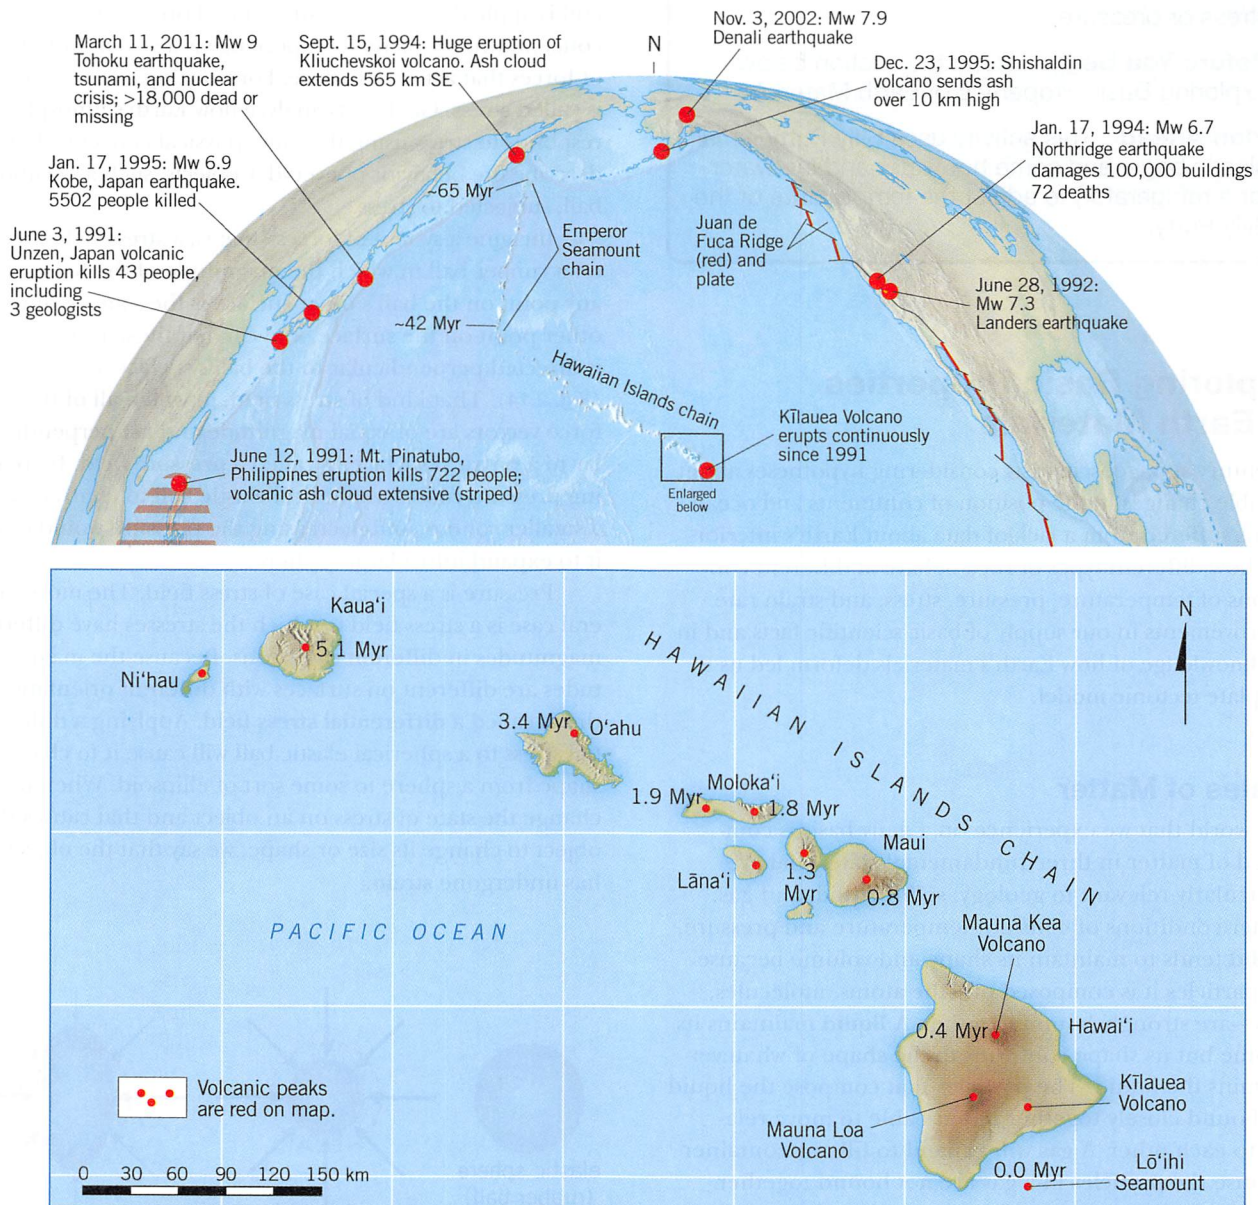 March 11, 2011: Mw 9
Tohoku earthquake,
tsunami, and nuclear
crisis; >18,000 dead or
missing
Sept. 15, 1994: Huge eruption of
Kliuchevskoi volcano. Ash cloud
extends 565 km SE
N
Nov. 3, 2002: Mw 7.9
Denali earthquake
Dec. 23, 1995: Shishaldin
volcano sends ash
over 10 km high
Jan. 17, 1994: Mw 6.7
Northridge earthquake
damages 100,000 buildings
72 deaths
Jan. 17, 1995: Mw 6.9
Kobe, Japan earthquake.
5502 people killed
June 3, 1991:
Unzen, Japan volcanic
eruption kills 43 people,
including
3 geologists
~65 Myr
Emperor
Seamount
chain
~42 Myr
Juan de
Fuca Ridge
(red) and
plate
June 28, 1992:
Mw 7.3
Landers earthquake
Hawaiian Islands chain
Kīlauea Volcano
erupts continuously
since 1991
Enlarged
below
June 12, 1991: Mt. Pinatubo,
Philippines eruption kills 722 people;
volcanic ash cloud extensive (striped)
Kaua‘i
5.1 Myr
Ni‘hau
3.4 Myr
O‘ahu
HAWAIIAN ISLANDS CHAIN
N
Moloka‘i
1.9 Myr
1.8 Myr
Lāna‘i
1.3
Myr
Maui
0.8 Myr
PACIFIC OCEAN
Mauna Kea
Volcano
0.4 Myr
Hawai‘i
Kīlauea
Volcano
Mauna Loa
Volcano
0.0 Myr
Lō‘ihi
Seamount
Volcanic peaks
are red on map.
0 30 60 90 120 150 km